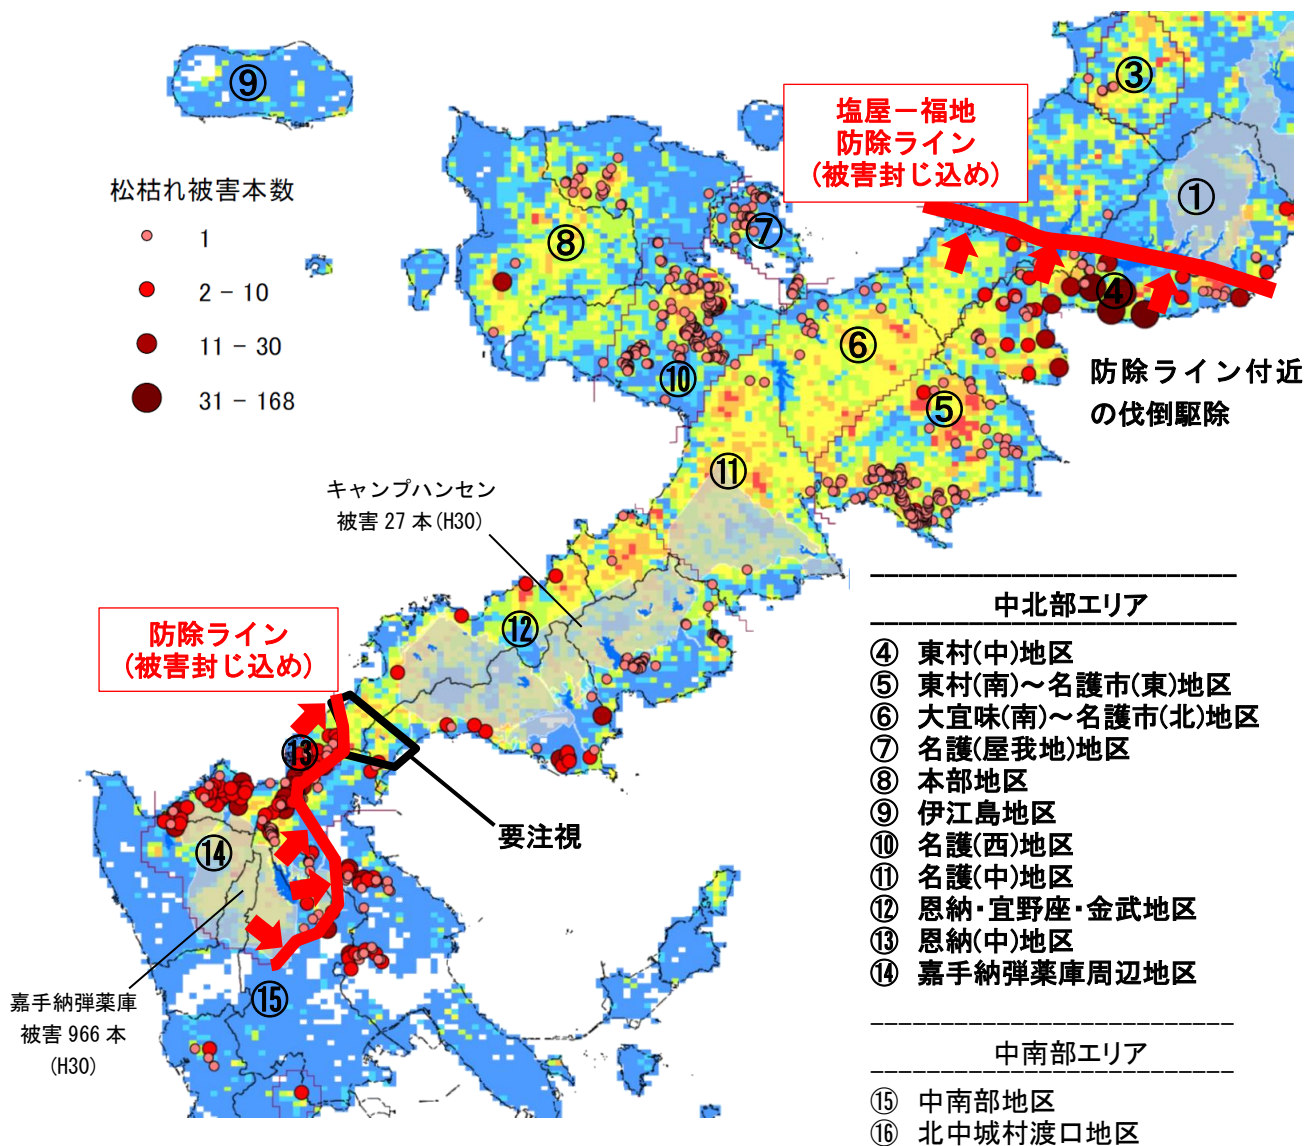 ⑨
③
塩屋－福地
防除ライン
(被害封じ込め)
松枯れ被害本数
1
2 － 10
11 － 30
31 － 168
①
⑦
⑧
④
⑥
⑩
⑤
防除ライン付近
の伐倒駆除
⑪
キャンプハンセン
被害 27 本(H30)
⑫
防除ライン
(被害封じ込め)
⑬
要注視
⑭
嘉手納弾薬庫
被害 966 本
(H30)
⑮
中北部エリア
④ 東村(中)地区
⑤ 東村(南)～名護市(東)地区
⑥ 大宜味(南)～名護市(北)地区
⑦ 名護(屋我地)地区
⑧ 本部地区
⑨ 伊江島地区
⑩ 名護(西)地区
⑪ 名護(中)地区
⑫ 恩納・宜野座・金武地区
⑬ 恩納(中)地区
⑭ 嘉手納弾薬庫周辺地区
中南部エリア
⑮ 中南部地区
⑯ 北中城村渡口地区